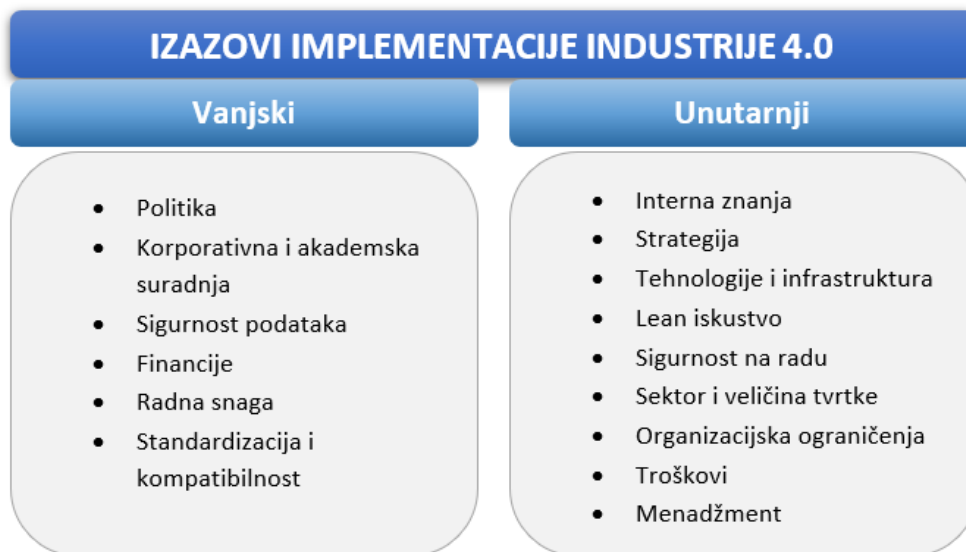 IZAZOVI IMPLEMENTACIJE INDUSTRIJE 4.0
Vanjski
• Politika
• Korporativna i akademska
suradnja
• Sigurnost podataka
• Financije
• Radna snaga
• Standardizacija i
kompatibilnost
Unutarnji
• Interna znanja
• Strategija
• Tehnologije i infrastruktura
• Lean iskustvo
• Sigurnost na radu
• Sektor i veličina tvrtke
• Organizacijska ograničenja
• Troškovi
• Menadžment